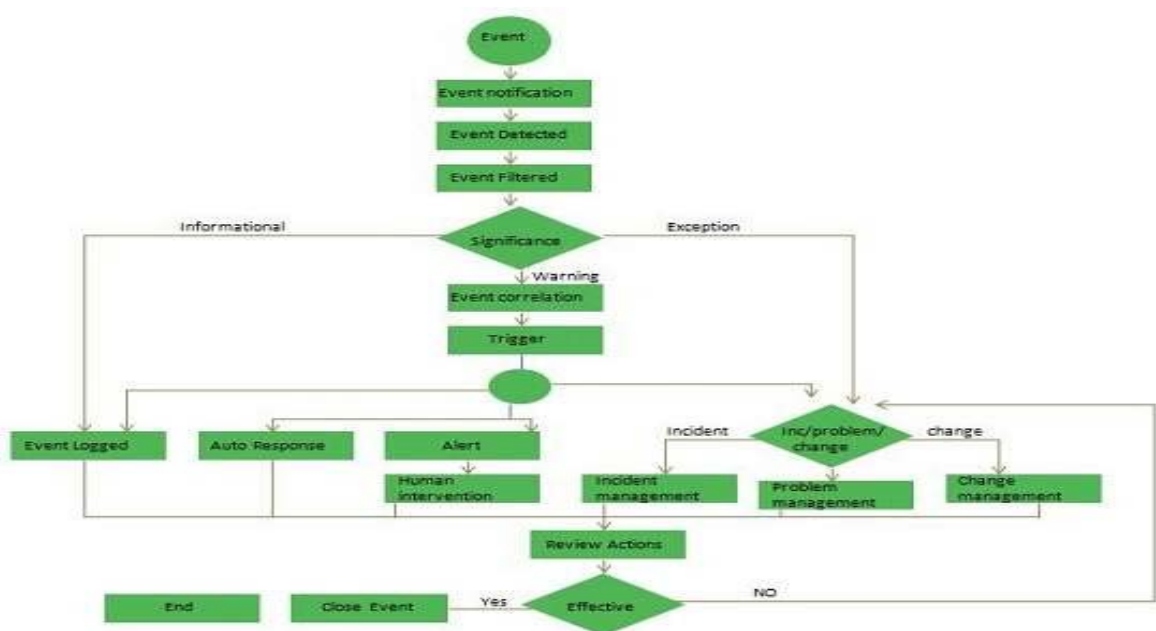 Event
Event notification
Event Detected
Event Filtered
Informational
Significance
Exception
Warning
Event correlation
Trigger
Event Logged
Auto Response
Alert
Incident
Inc/problem/
change
change
Human
intervention
Incident
management
Problem
management
Change
management
Review Actions
End
Close Event
Yes
Effective
NO